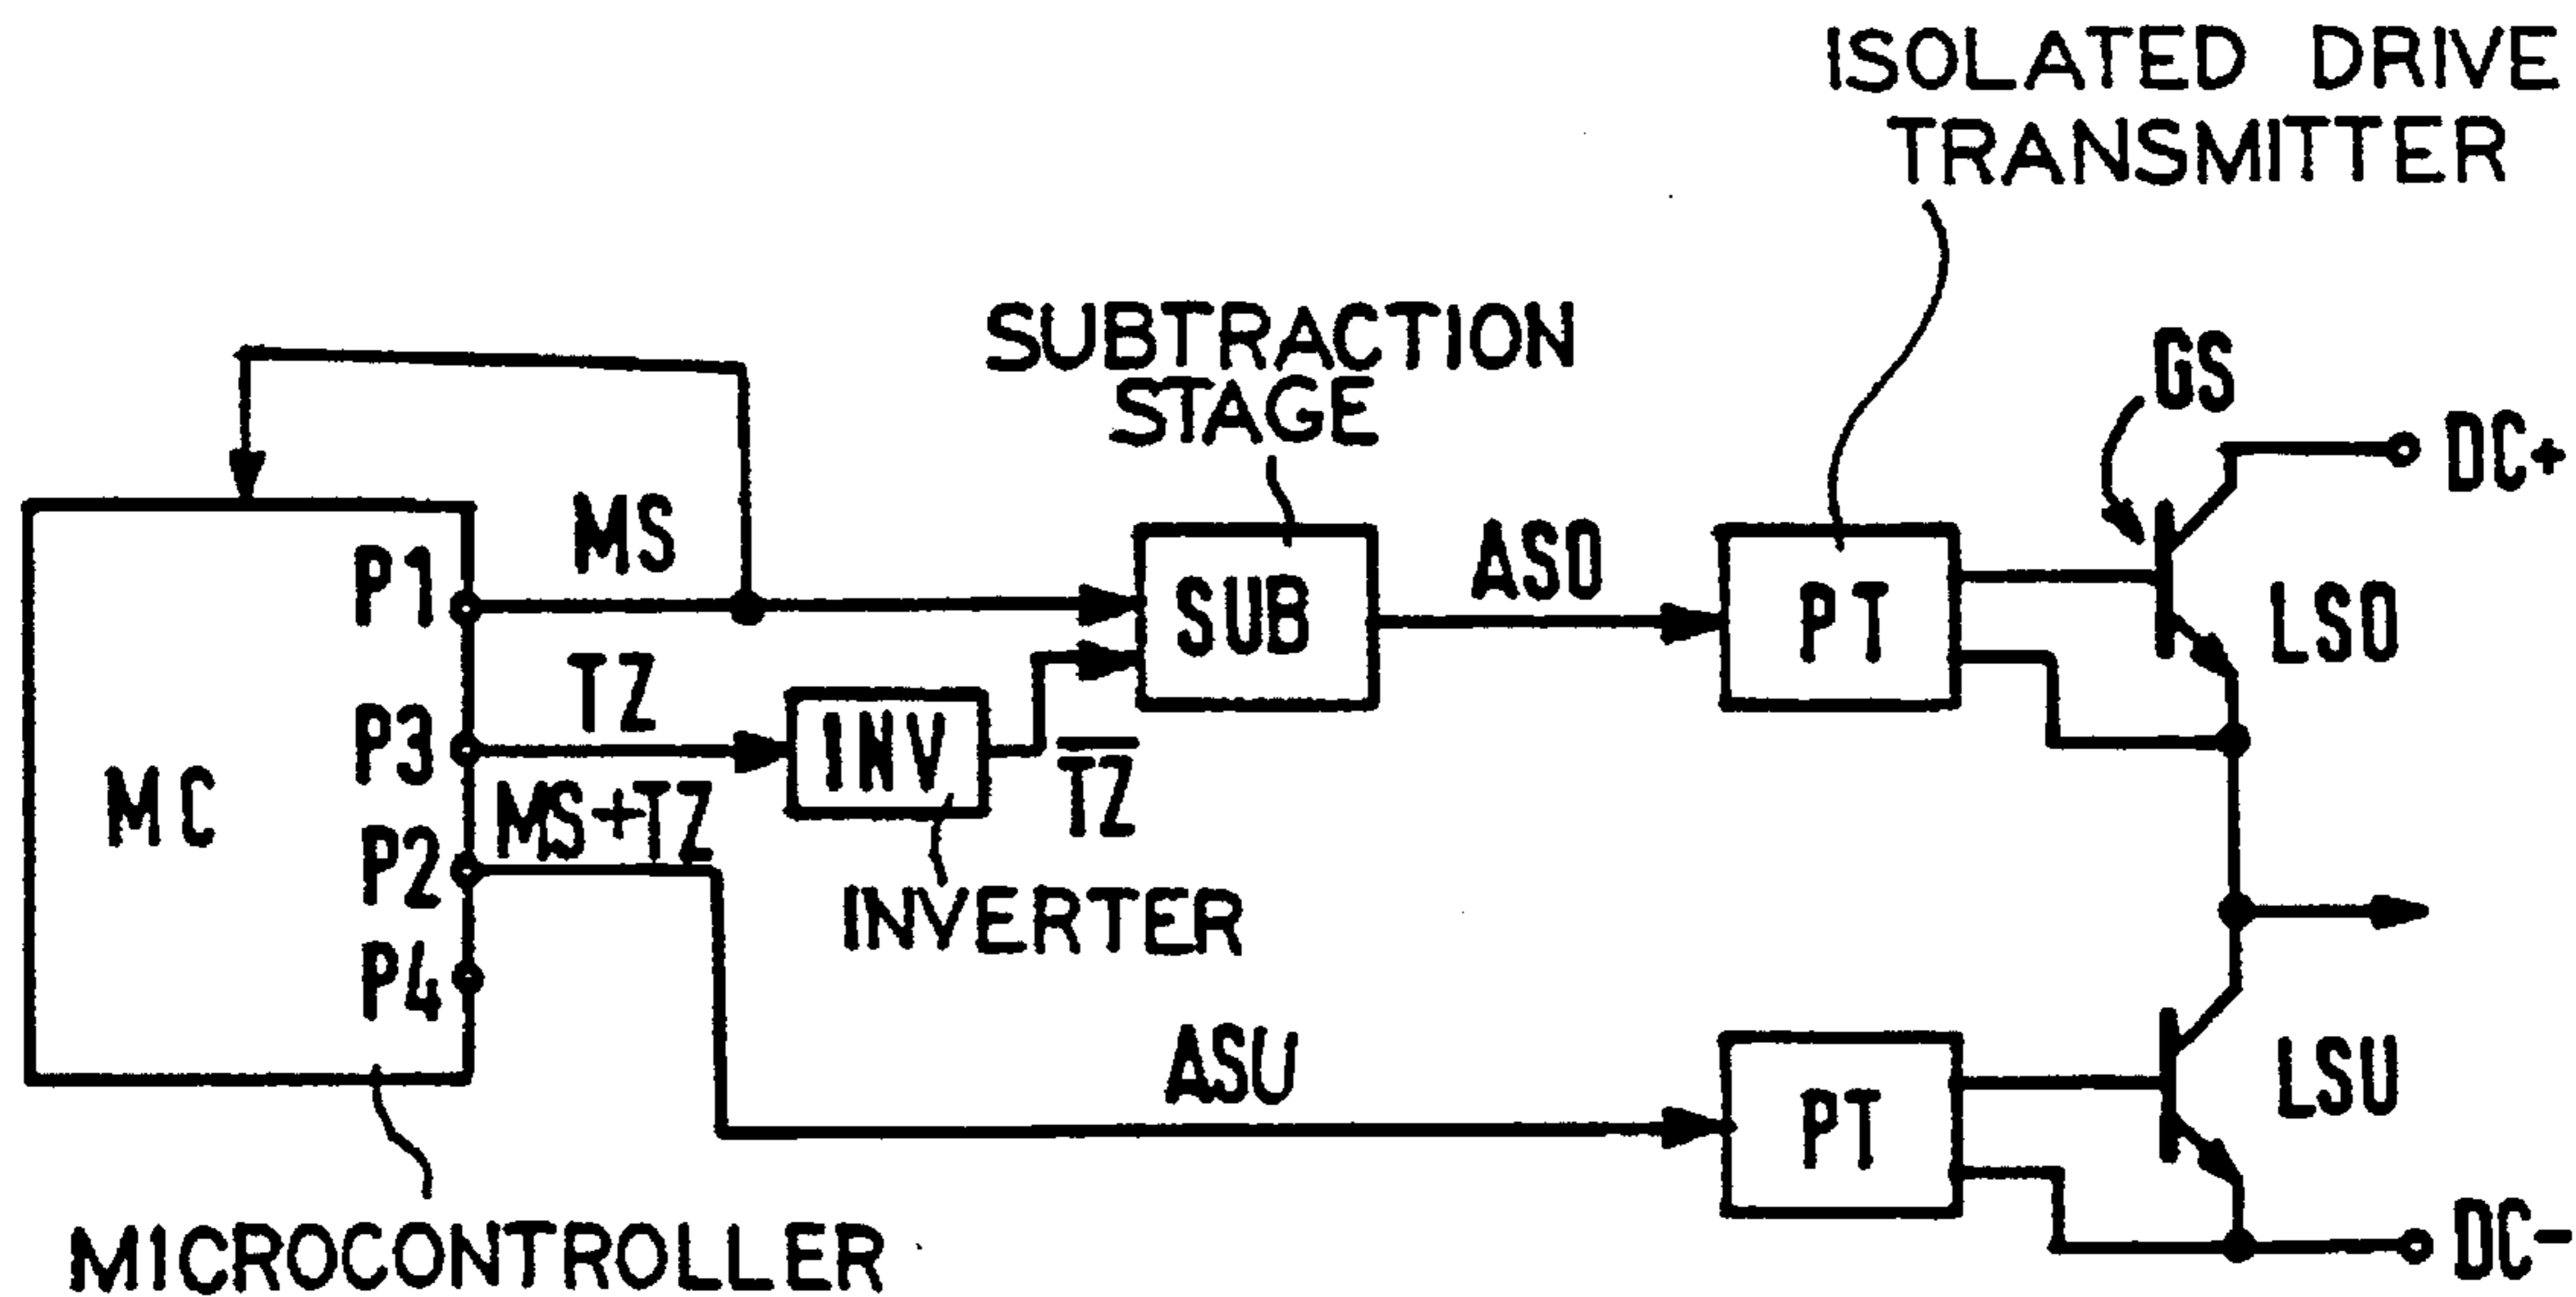 ISOLATED DRIVE
TRANSMITTER
SUBTRACTION
STAGE
GS
DC+
MS
P1
SUB
ASO
PT
LSO
TZ
P3
INV
T̅Z̅
MC
MS+TZ
P2
INVERTER
P4
ASU
PT
LSU
MICROCONTROLLER
DC-